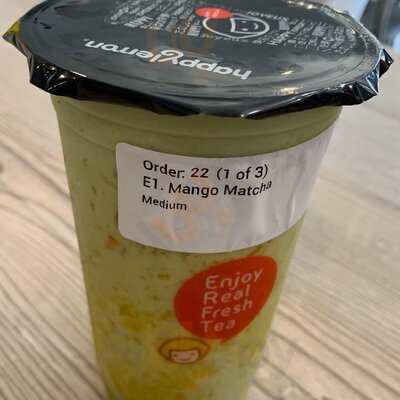 happylemon.
Order: 22 (1 of 3)
E1. Mango Matcha
Medium
Enjoy
Real
Fresh
Tea